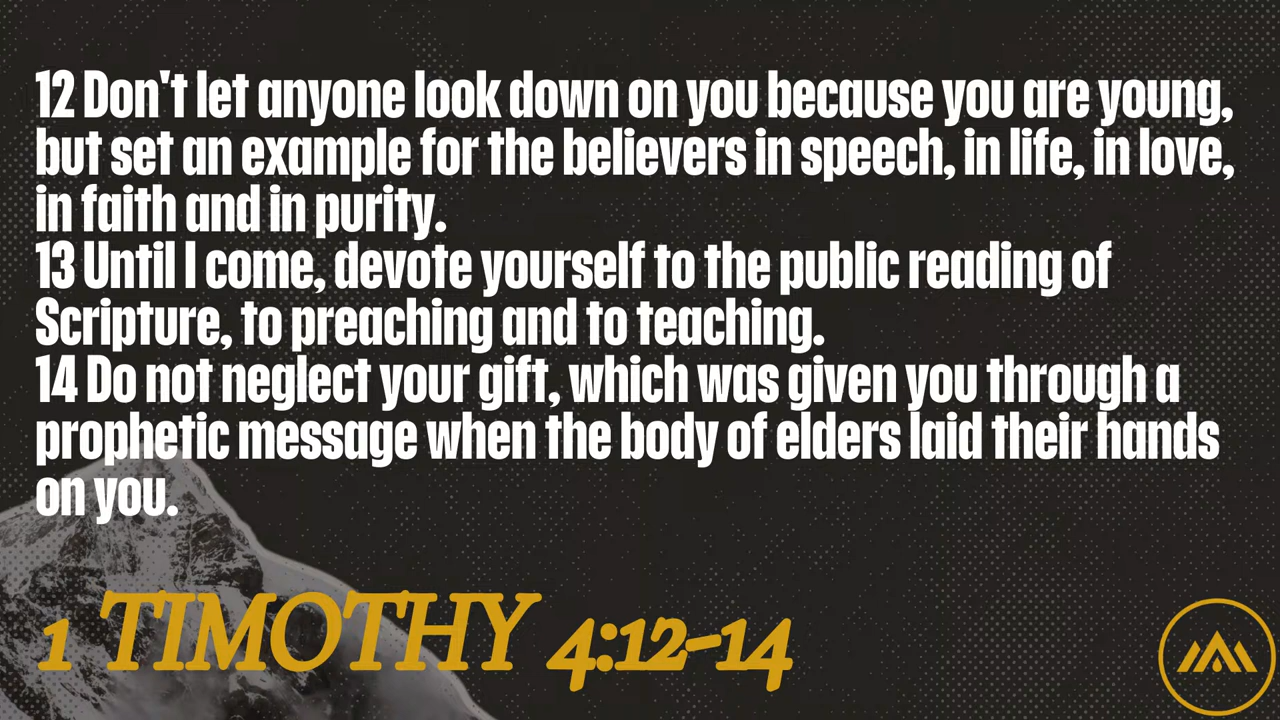 12 Don't let anyone look down on you because you are young,
but set an example for the believers in speech, in life, in love,
in faith and in purity.
13 Until I come, devote yourself to the public reading of
Scripture, to preaching and to teaching.
14 Do not neglect your gift, which was given you through a
prophetic message when the body of elders laid their hands
on you.
1 TIMOTHY 4:12-14